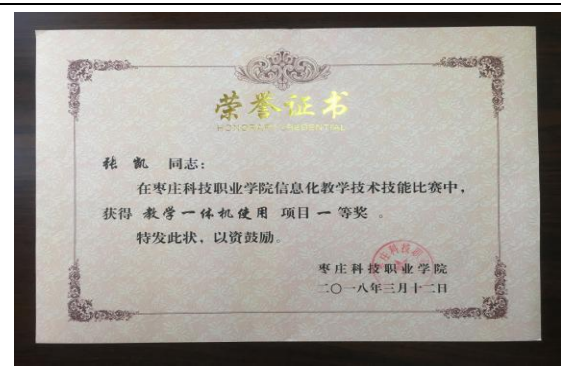 荣誉证书
HONORARY CREDENTIAL
张 凯 同志:
在枣庄科技职业学院信息化教学技术技能比赛中,
获得 教学一体机使用 项目 一 等奖 。
特发此状, 以资鼓励。
枣庄科技职业学院
二〇一八年三月十二日